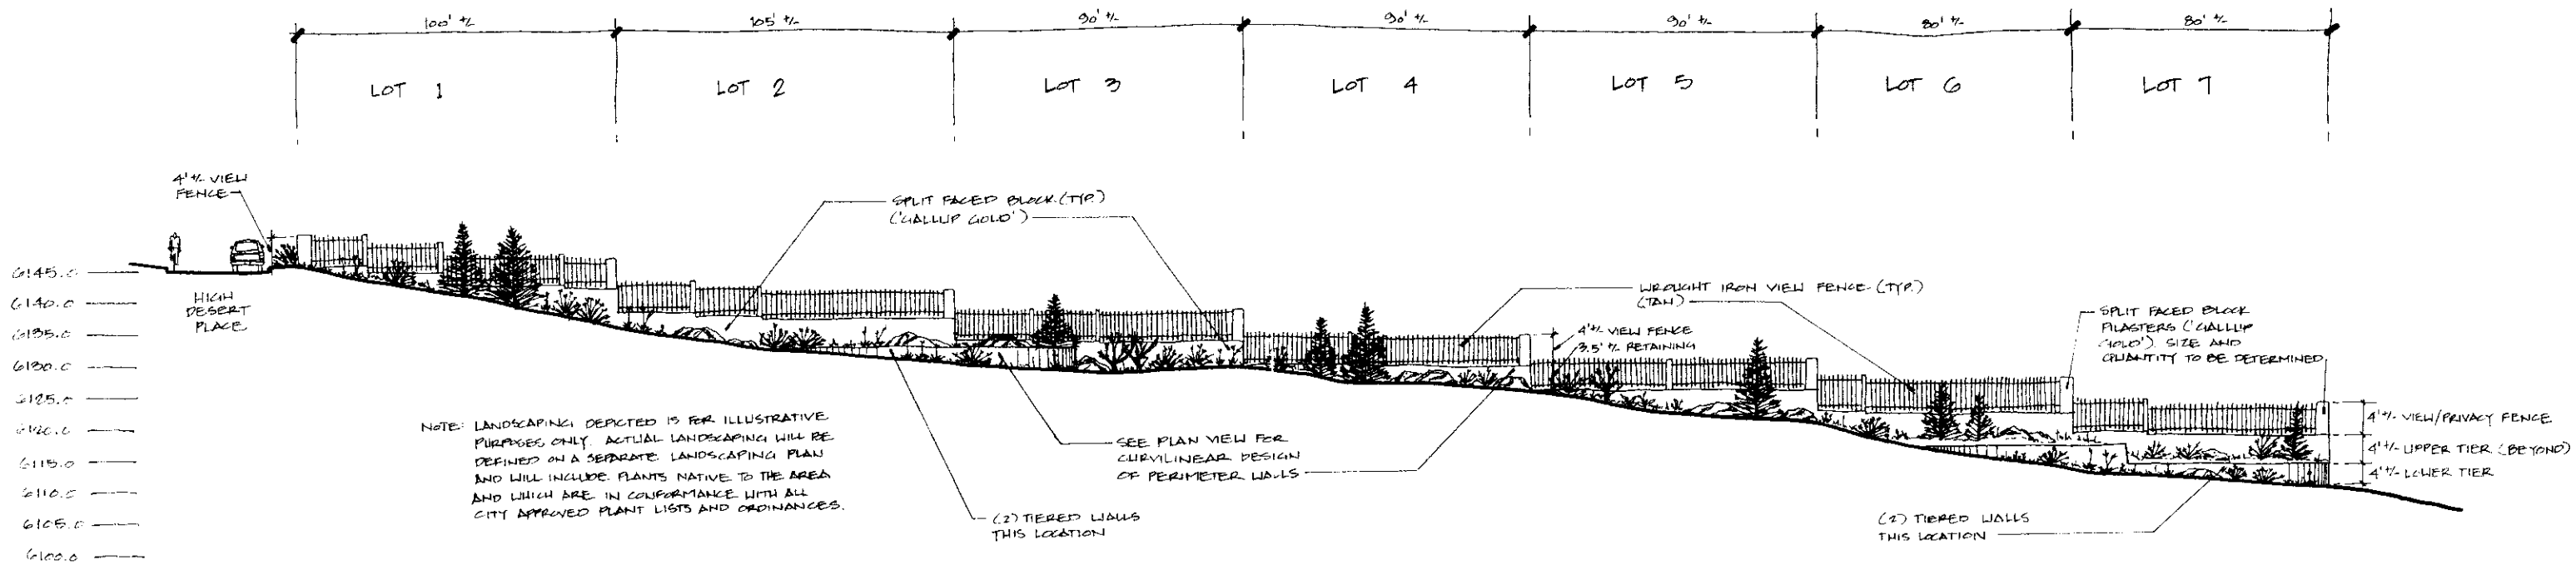 100' +/-
105' +/-
90' +/-
90' +/-
90' +/-
80' +/-
80' +/-
LOT 1
LOT 2
LOT 3
LOT 4
LOT 5
LOT 6
LOT 7
4' +/- VIEW
FENCE
SPLIT FACED BLOCK (TYP.)
('GALLUP GOLD')
WROUGHT IRON VIEW FENCE (TYP.)
(TAN)
SPLIT FACED BLOCK
PILASTERS ('GALLUP
GOLD'). SIZE AND
QUANTITY TO BE DETERMINED
4' +/- VIEW FENCE
3.5' +/- RETAINING
6145.0
6140.0
6135.0
6130.0
6125.0
6120.0
6115.0
6110.0
6105.0
6100.0
HIGH
DESERT
PLACE
NOTE: LANDSCAPING DEPICTED IS FOR ILLUSTRATIVE
PURPOSES ONLY. ACTUAL LANDSCAPING WILL BE
DEFINED ON A SEPARATE LANDSCAPING PLAN
AND WILL INCLUDE PLANTS NATIVE TO THE AREA
AND WHICH ARE IN CONFORMANCE WITH ALL
CITY APPROVED PLANT LISTS AND ORDINANCES.
SEE PLAN VIEW FOR
CURVILINEAR DESIGN
OF PERIMETER WALLS
4' +/- VIEW/PRIVACY FENCE
4' +/- UPPER TIER (BEYOND)
4' +/- LOWER TIER
(2) TIERED WALLS
THIS LOCATION
(2) TIERED WALLS
THIS LOCATION